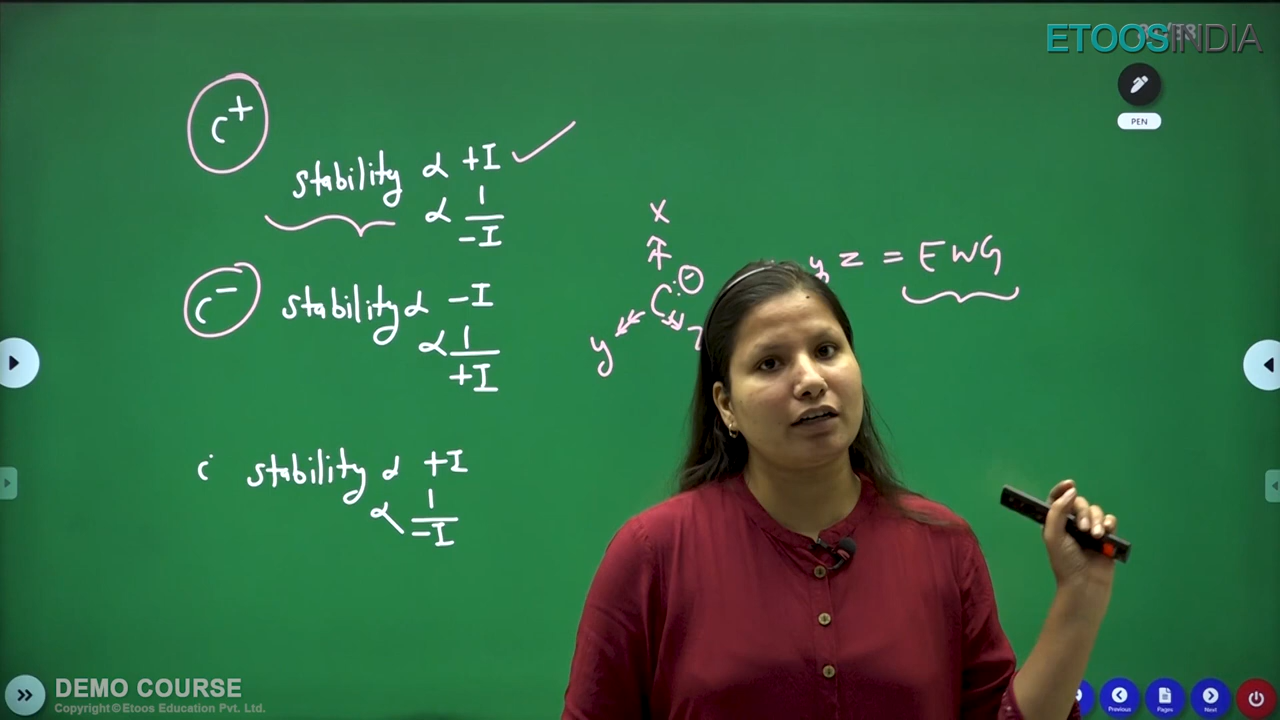 ETOOSINDIA
PEN
C+
stability α +I
α 1
-I
C- stability α -I
α 1
+I
x
C:⊖
y
y z = EWG
C· stability α +I
α 1
-I
DEMO COURSE
Copyright©Etoos Education Pvt. Ltd.
Previous
Pages
Next